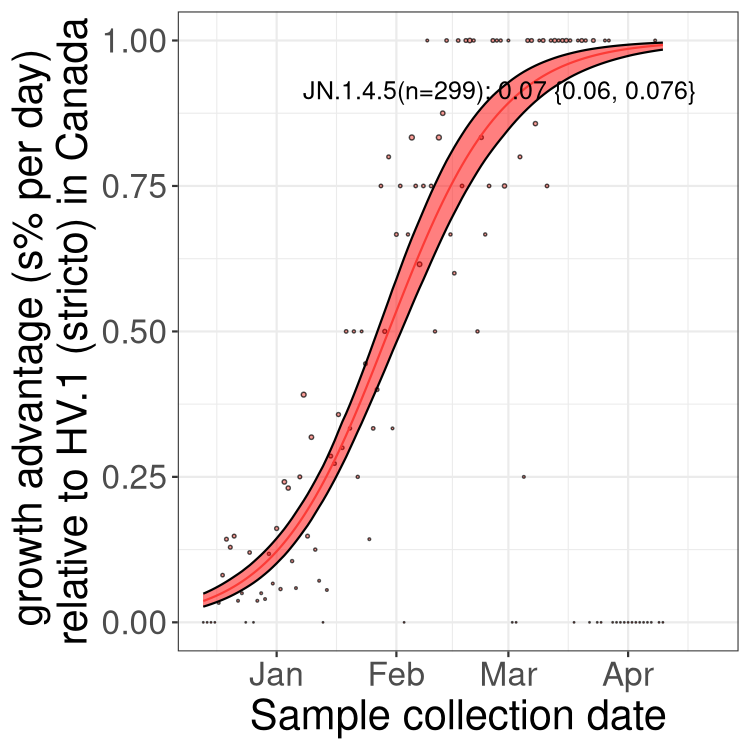 growth advantage (s% per day)
relative to HV.1 (stricto) in Canada
1.00
JN.1.4.5(n=299): 0.07 {0.06, 0.076}
0.75
0.50
0.25
0.00
Jan Feb Mar Apr
Sample collection date